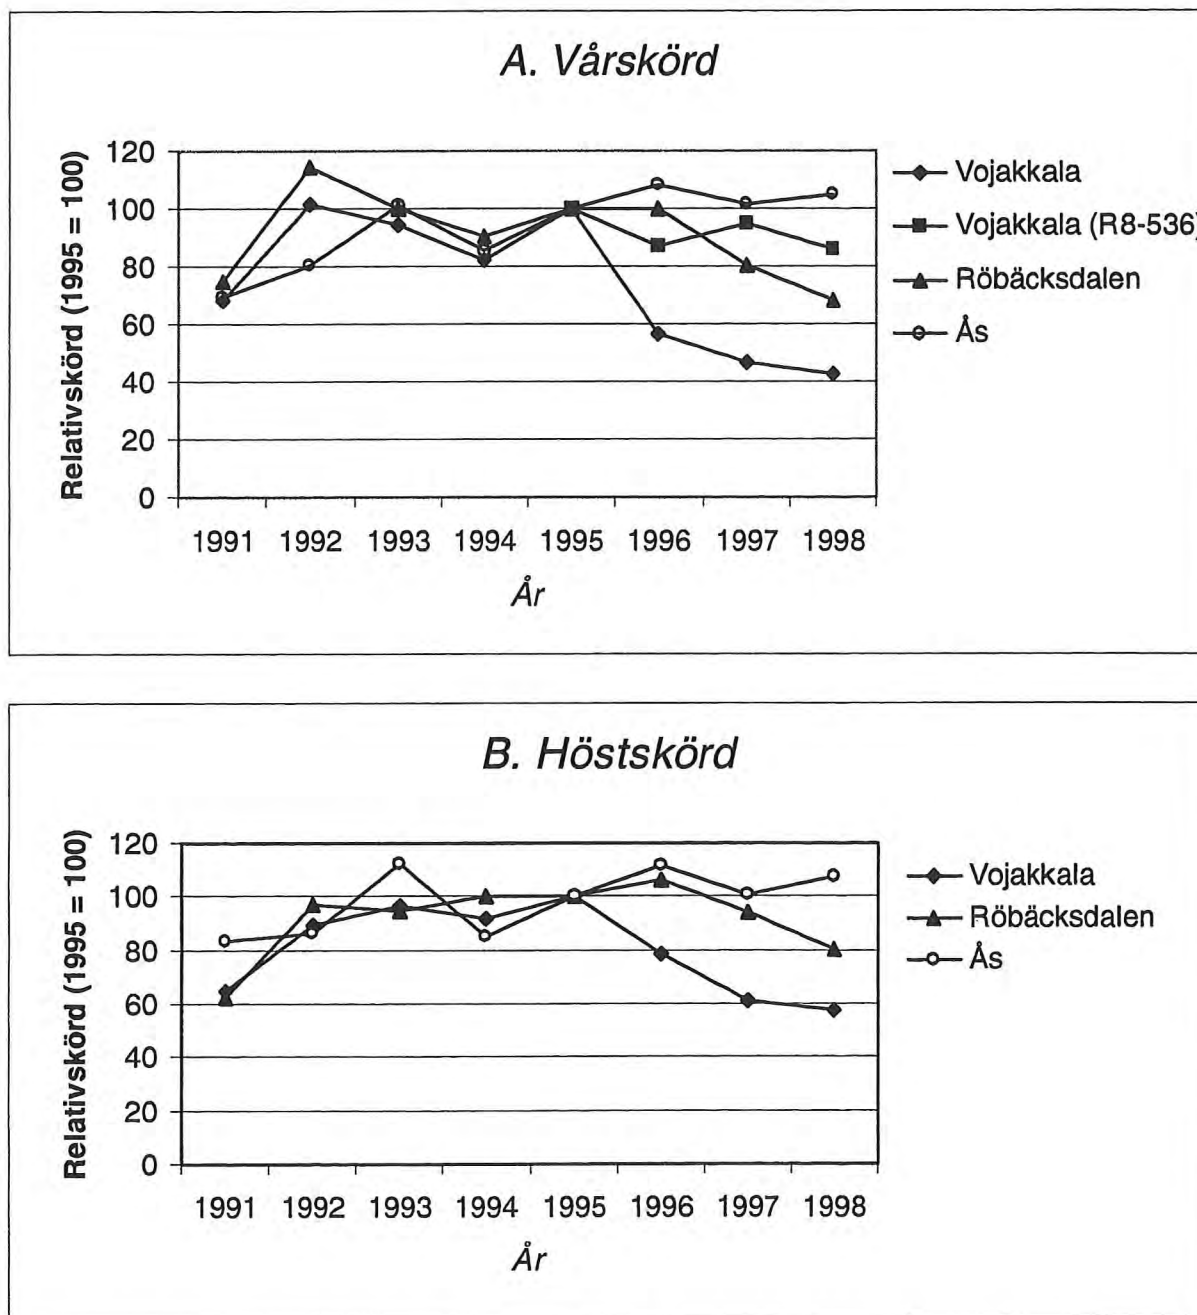 A. Vårskörd
Relativskörd (1995 = 100)
120
100
80
60
40
20
0
1991 1992 1993 1994 1995 1996 1997 1998
År
Vojakkala
Vojakkala (R8-536)
Röbäcksdalen
Ås
B. Höstskörd
Relativskörd (1995 = 100)
120
100
80
60
40
20
0
1991 1992 1993 1994 1995 1996 1997 1998
År
Vojakkala
Röbäcksdalen
Ås